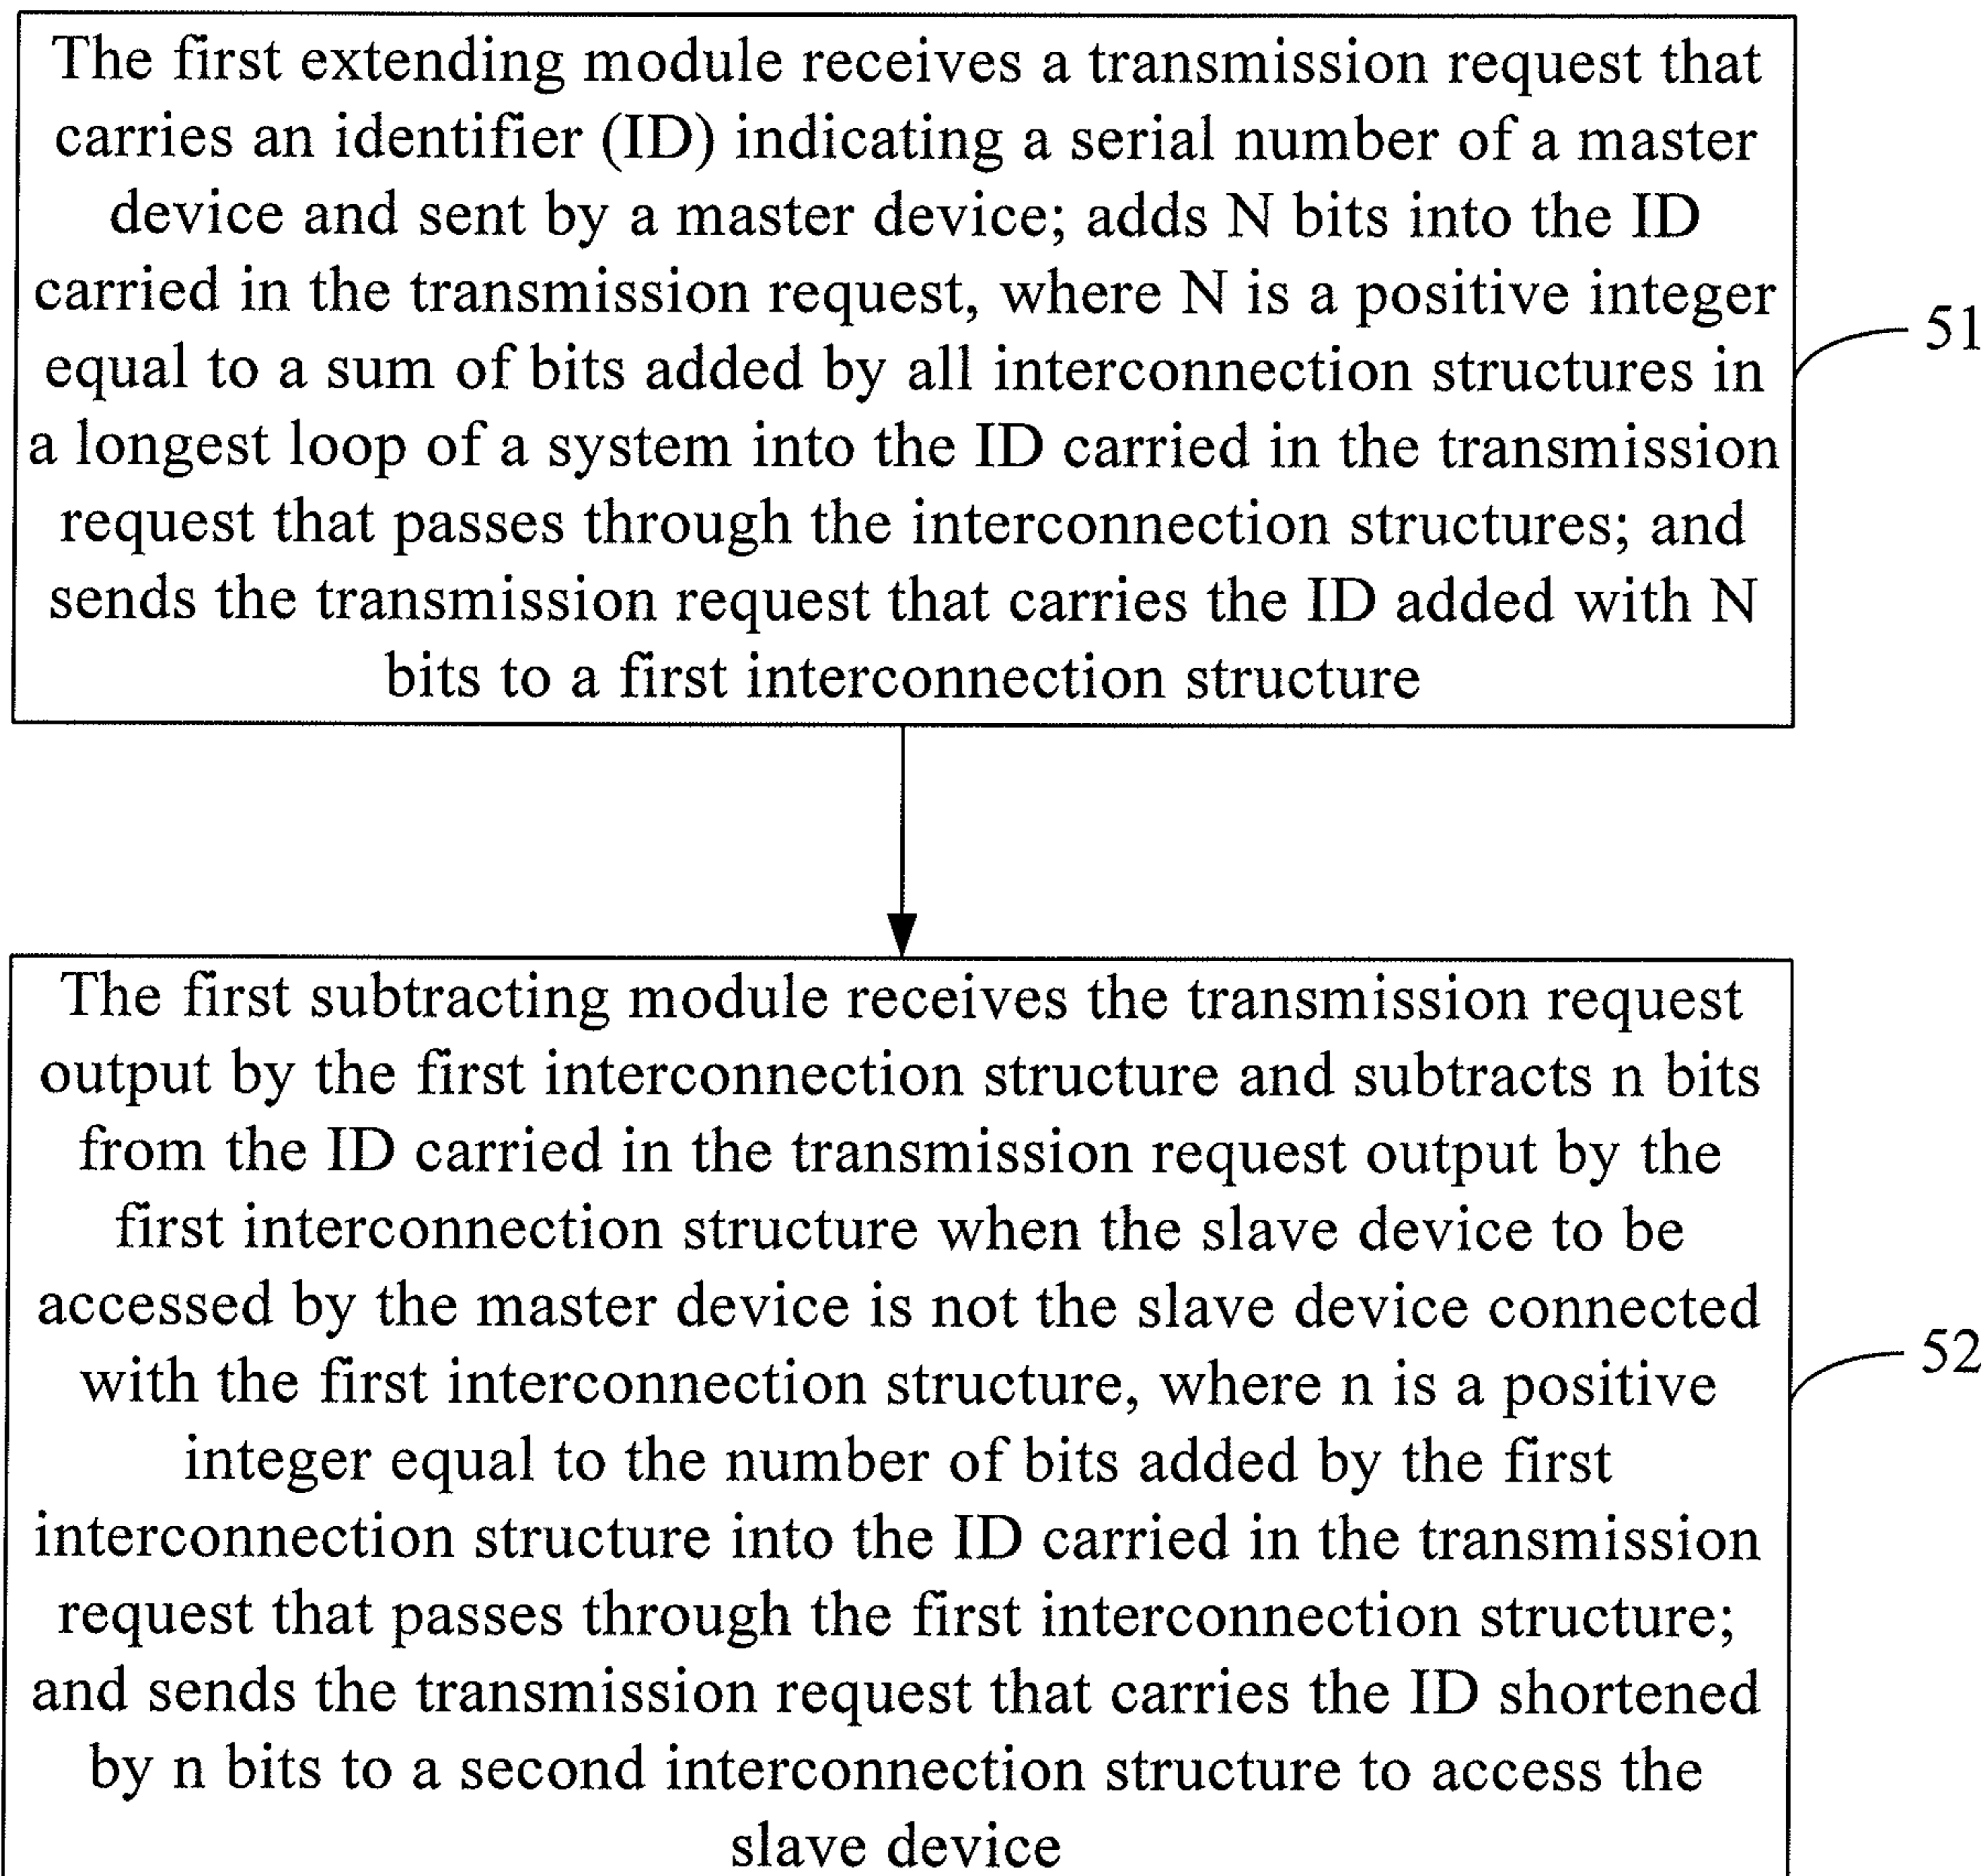 The first extending module receives a transmission request that
carries an identifier (ID) indicating a serial number of a master
device and sent by a master device; adds N bits into the ID
carried in the transmission request, where N is a positive integer
equal to a sum of bits added by all interconnection structures in
a longest loop of a system into the ID carried in the transmission
request that passes through the interconnection structures; and
sends the transmission request that carries the ID added with N
bits to a first interconnection structure
51
The first subtracting module receives the transmission request
output by the first interconnection structure and subtracts n bits
from the ID carried in the transmission request output by the
first interconnection structure when the slave device to be
accessed by the master device is not the slave device connected
with the first interconnection structure, where n is a positive
integer equal to the number of bits added by the first
interconnection structure into the ID carried in the transmission
request that passes through the first interconnection structure;
and sends the transmission request that carries the ID shortened
by n bits to a second interconnection structure to access the
slave device
52